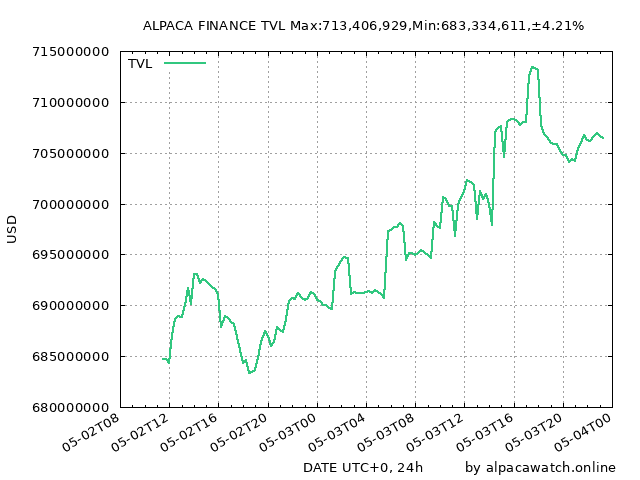 ALPACA FINANCE TVL Max:713,406,929,Min:683,334,611,±4.21%
715000000
TVL
710000000
705000000
700000000
USD
695000000
690000000
685000000
680000000
05-02T08 05-02T12 05-02T16 05-02T20 05-03T00 05-03T04 05-03T08 05-03T12 05-03T16 05-03T20 05-04T00
DATE UTC+0, 24h by alpacawatch.online